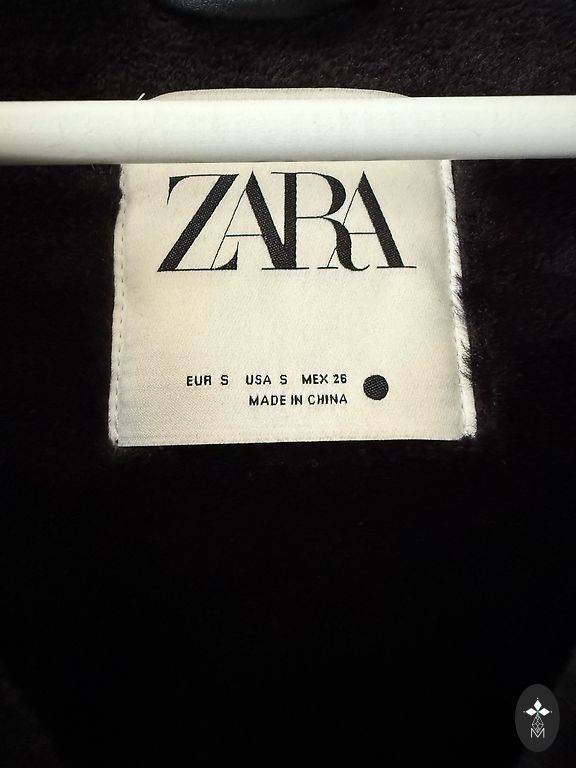 ZARA
EUR S USA S MEX 26
MADE IN CHINA
M